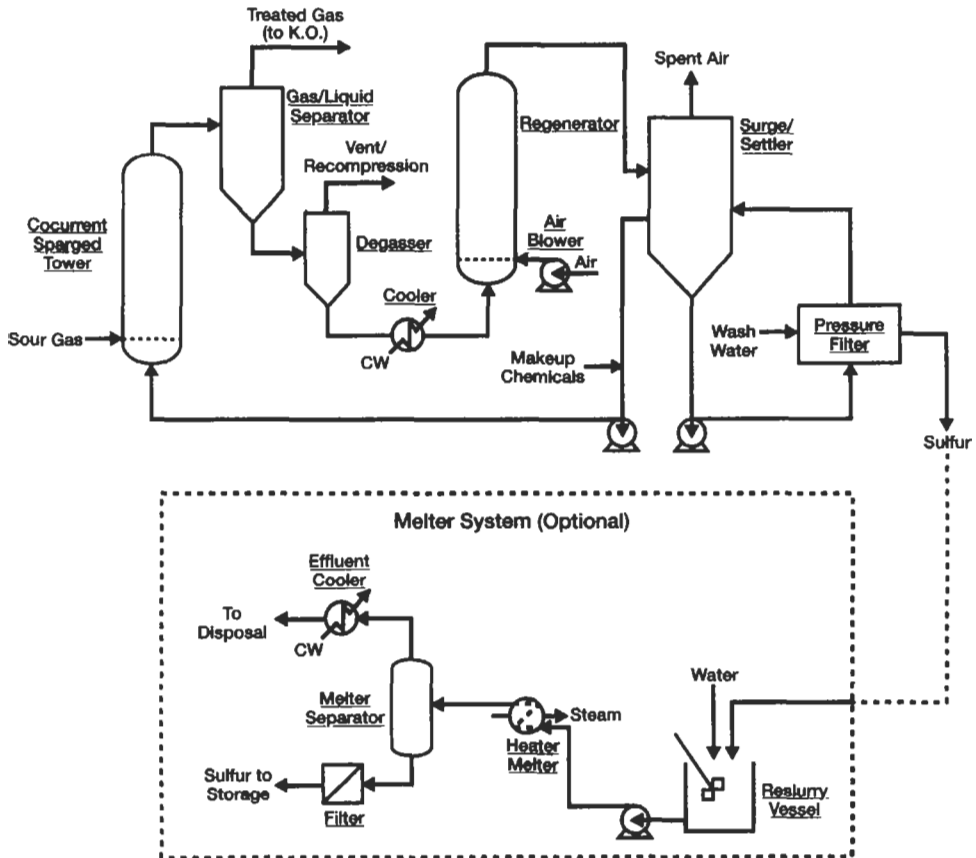 Treated Gas
(to K.O.)
Gas/Liquid
Separator
Vent/
Recompression
Degasser
Cocurrent
Sparged
Tower
Sour Gas
Cooler
CW
Regenerator
Air
Blower
Air
Spent Air
Surge/
Settler
Makeup
Chemicals
Wash
Water
Pressure
Filter
Sulfur
Melter System (Optional)
Effluent
Cooler
To
Disposal
CW
Melter
Separator
Sulfur to
Storage
Filter
Steam
Heater
Melter
Water
Reslurry
Vessel